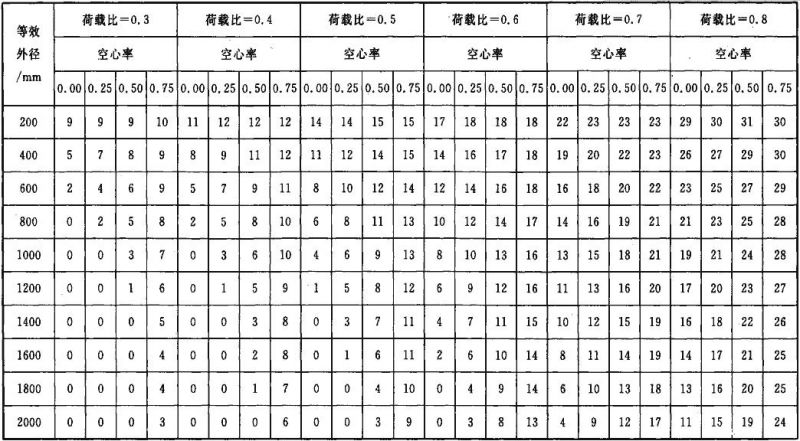 等效外径/mm 荷载比=0.3 荷载比=0.4 荷载比=0.5 荷载比=0.6 荷载比=0.7 荷载比=0.8
空心率 空心率 空心率 空心率 空心率 空心率
0.00 0.25 0.50 0.75 0.00 0.25 0.50 0.75 0.00 0.25 0.50 0.75 0.00 0.25 0.50 0.75 0.00 0.25 0.50 0.75 0.00 0.25 0.50 0.75
200 9 9 9 10 11 12 12 12 14 14 15 15 17 18 18 18 22 23 23 23 29 30 31 30
400 5 7 8 9 8 9 11 12 11 12 14 15 14 16 17 18 19 20 22 23 26 27 29 30
600 2 4 6 9 5 7 9 11 8 10 12 14 12 14 16 18 16 18 20 22 23 25 27 29
800 0 2 5 8 2 5 8 10 6 8 11 13 10 12 14 17 14 16 19 21 21 23 25 28
1000 0 0 3 7 0 3 6 10 4 6 9 13 8 10 13 16 13 15 18 21 19 21 24 28
1200 0 0 1 6 0 1 5 9 1 5 8 12 6 9 12 16 11 13 16 20 17 20 23 27
1400 0 0 0 5 0 0 3 8 0 3 7 11 4 7 11 15 10 12 15 19 16 18 22 26
1600 0 0 0 4 0 0 2 8 0 1 6 11 2 6 10 14 8 11 14 19 14 17 21 25
1800 0 0 0 4 0 0 1 7 0 0 4 10 0 4 9 14 6 10 13 18 13 16 20 25
2000 0 0 0 3 0 0 0 6 0 0 3 9 0 3 8 13 4 9 12 17 11 15 19 24